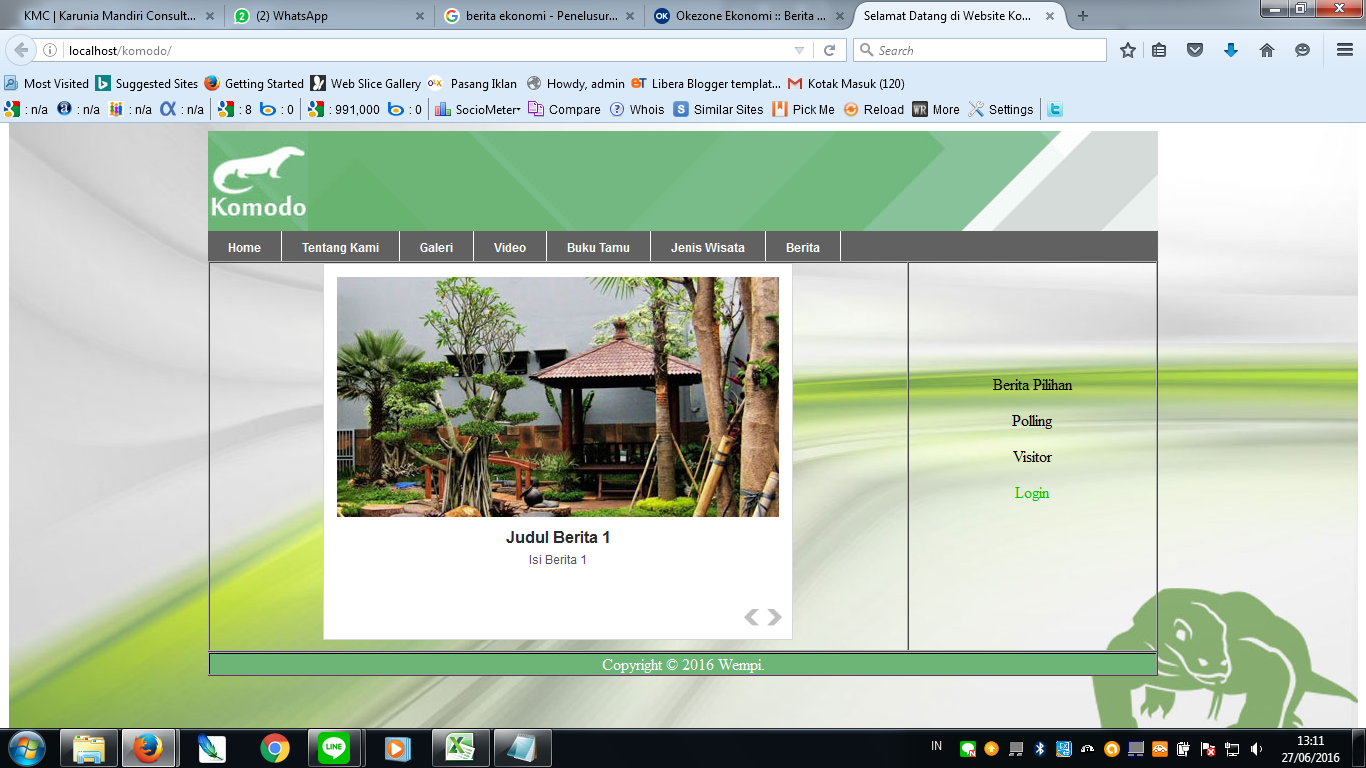 KMC | Karunia Mandiri Consult... (2) WhatsApp berita ekonomi - Penelusur... Okezone Ekonomi :: Berita ... Selamat Datang di Website Ko...
localhost/komodo/ Search
Most Visited Suggested Sites Getting Started Web Slice Gallery Pasang Iklan Howdy, admin Libera Blogger templat... Kotak Masuk (120)
: n/a : n/a : n/a : n/a : 8 : 0 : 991,000 : 0 SocioMeter Compare Whois Similar Sites Pick Me Reload More Settings
Komodo
Home Tentang Kami Galeri Video Buku Tamu Jenis Wisata Berita
Berita Pilihan
Polling
Visitor
Login
Judul Berita 1
Isi Berita 1
Copyright © 2016 Wempi.
LINE
IN
13:11
27/06/2016